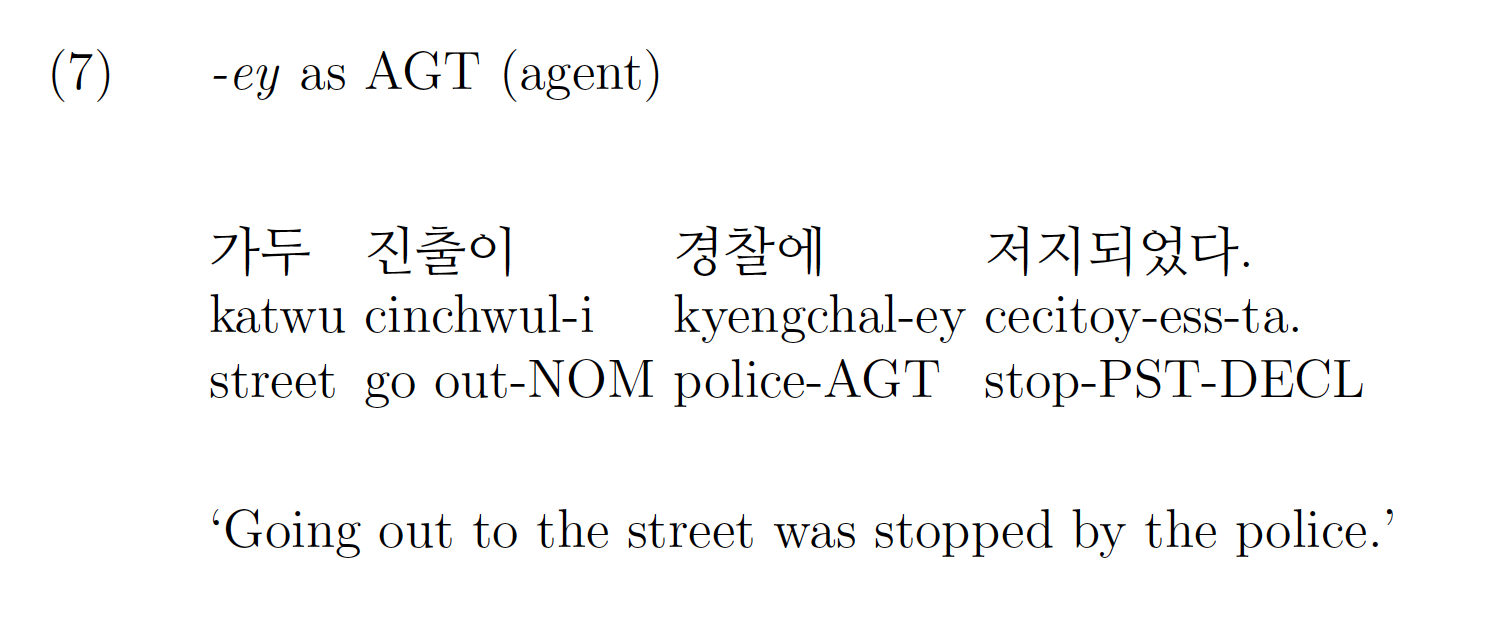 (7) -ey as AGT (agent)
가두 진출이 경찰에 저지되었다.
katwu cinchwul-i kyengchal-ey cecitoy-ess-ta.
street go out-NOM police-AGT stop-PST-DECL
‘Going out to the street was stopped by the police.’